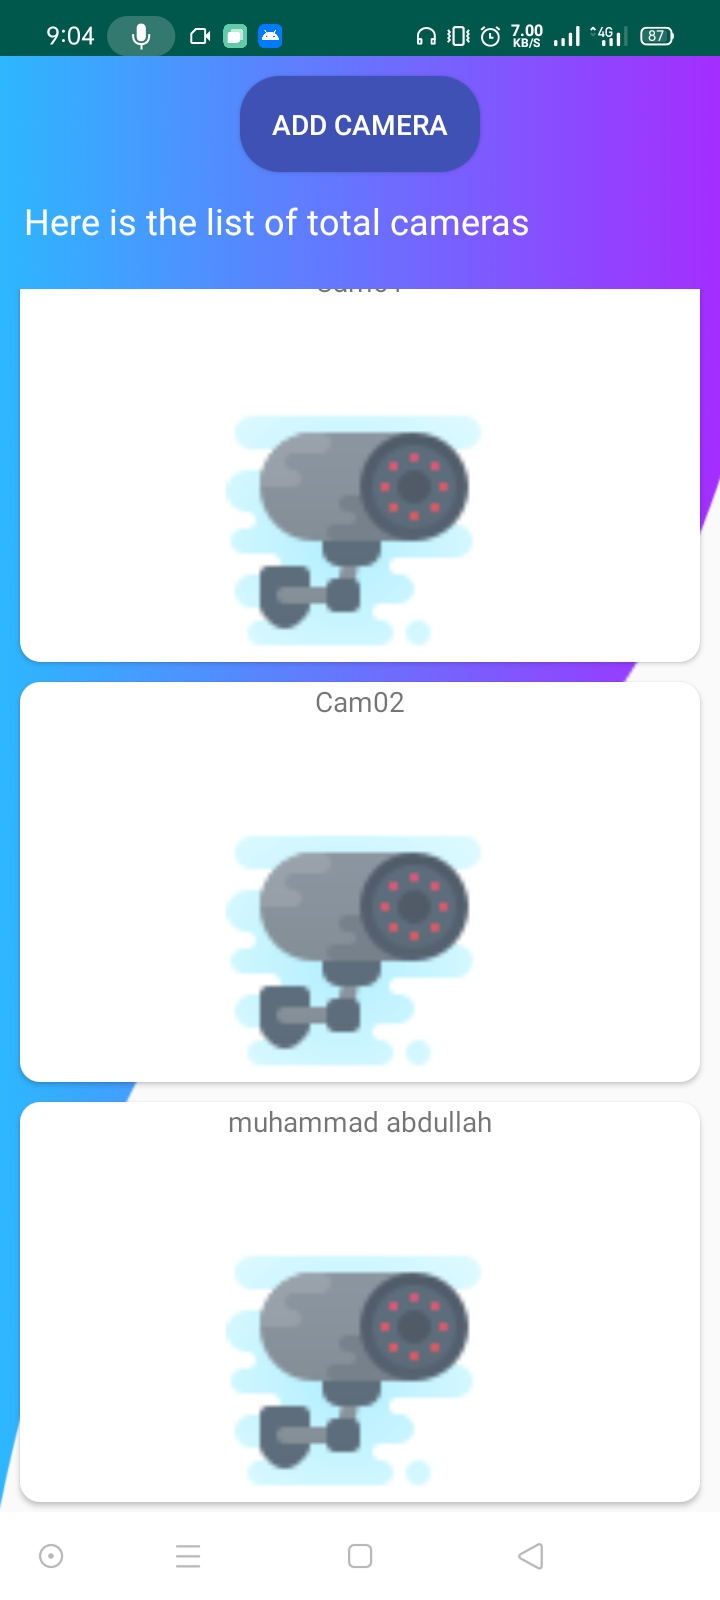 9:04
7.00
KB/S
4G
87
ADD CAMERA
Here is the list of total cameras
Cam02
muhammad abdullah